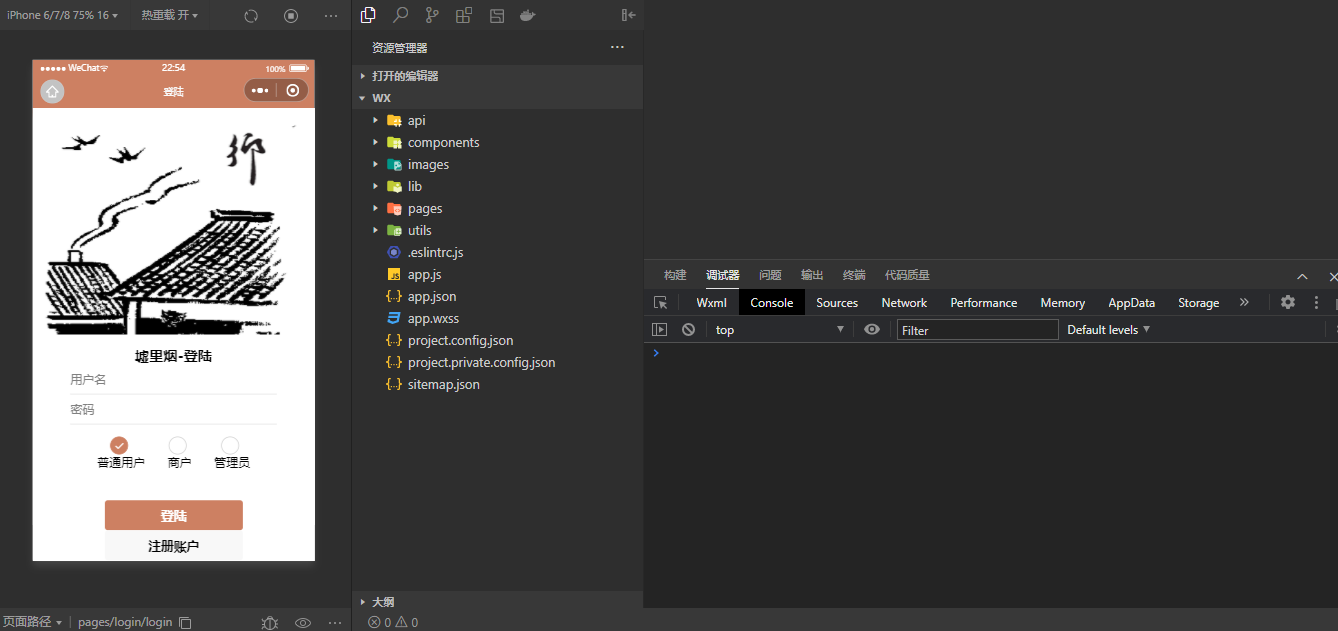 iPhone 6/7/8 75% 16
热重载 开
WeChat
22:54
100%
登陆
乡
墟里烟-登陆
用户名
密码
普通用户
商户
管理员
登陆
注册账户
页面路径
pages/login/login
资源管理器
打开的编辑器
WX
api
components
images
lib
pages
utils
.eslintrc.js
JS app.js
{..} app.json
app.wxss
{..} project.config.json
{..} project.private.config.json
{..} sitemap.json
大纲
0 0
构建 调试器 问题 输出 终端 代码质量
Wxml Console Sources Network Performance Memory AppData Storage
top Filter Default levels